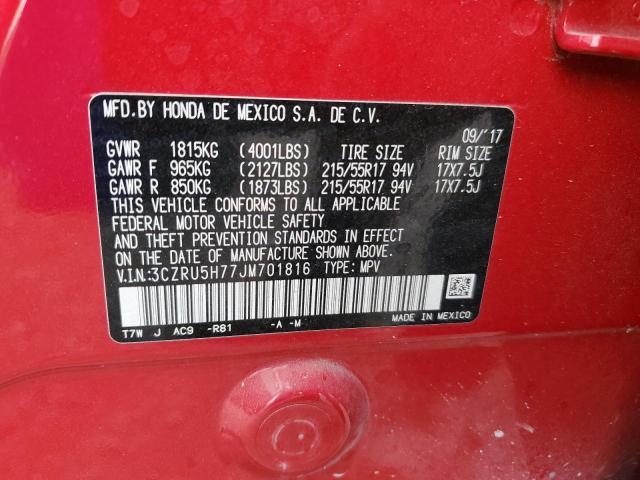 MFD.BY HONDA DE MEXICO S.A. DE C.V.
09/'17
GVWR 1815KG (4001LBS) TIRE SIZE RIM SIZE
GAWR F 965KG (2127LBS) 215/55R17 94V 17X7.5J
GAWR R 850KG (1873LBS) 215/55R17 94V 17X7.5J
THIS VEHICLE CONFORMS TO ALL APPLICABLE
FEDERAL MOTOR VEHICLE SAFETY
AND THEFT PREVENTION STANDARDS IN EFFECT
ON THE DATE OF MANUFACTURE SHOWN ABOVE.
V.I.N.:3CZRU5H77JM701816 TYPE: MPV
T7W J AC9 -R81 -A -M MADE IN MEXICO